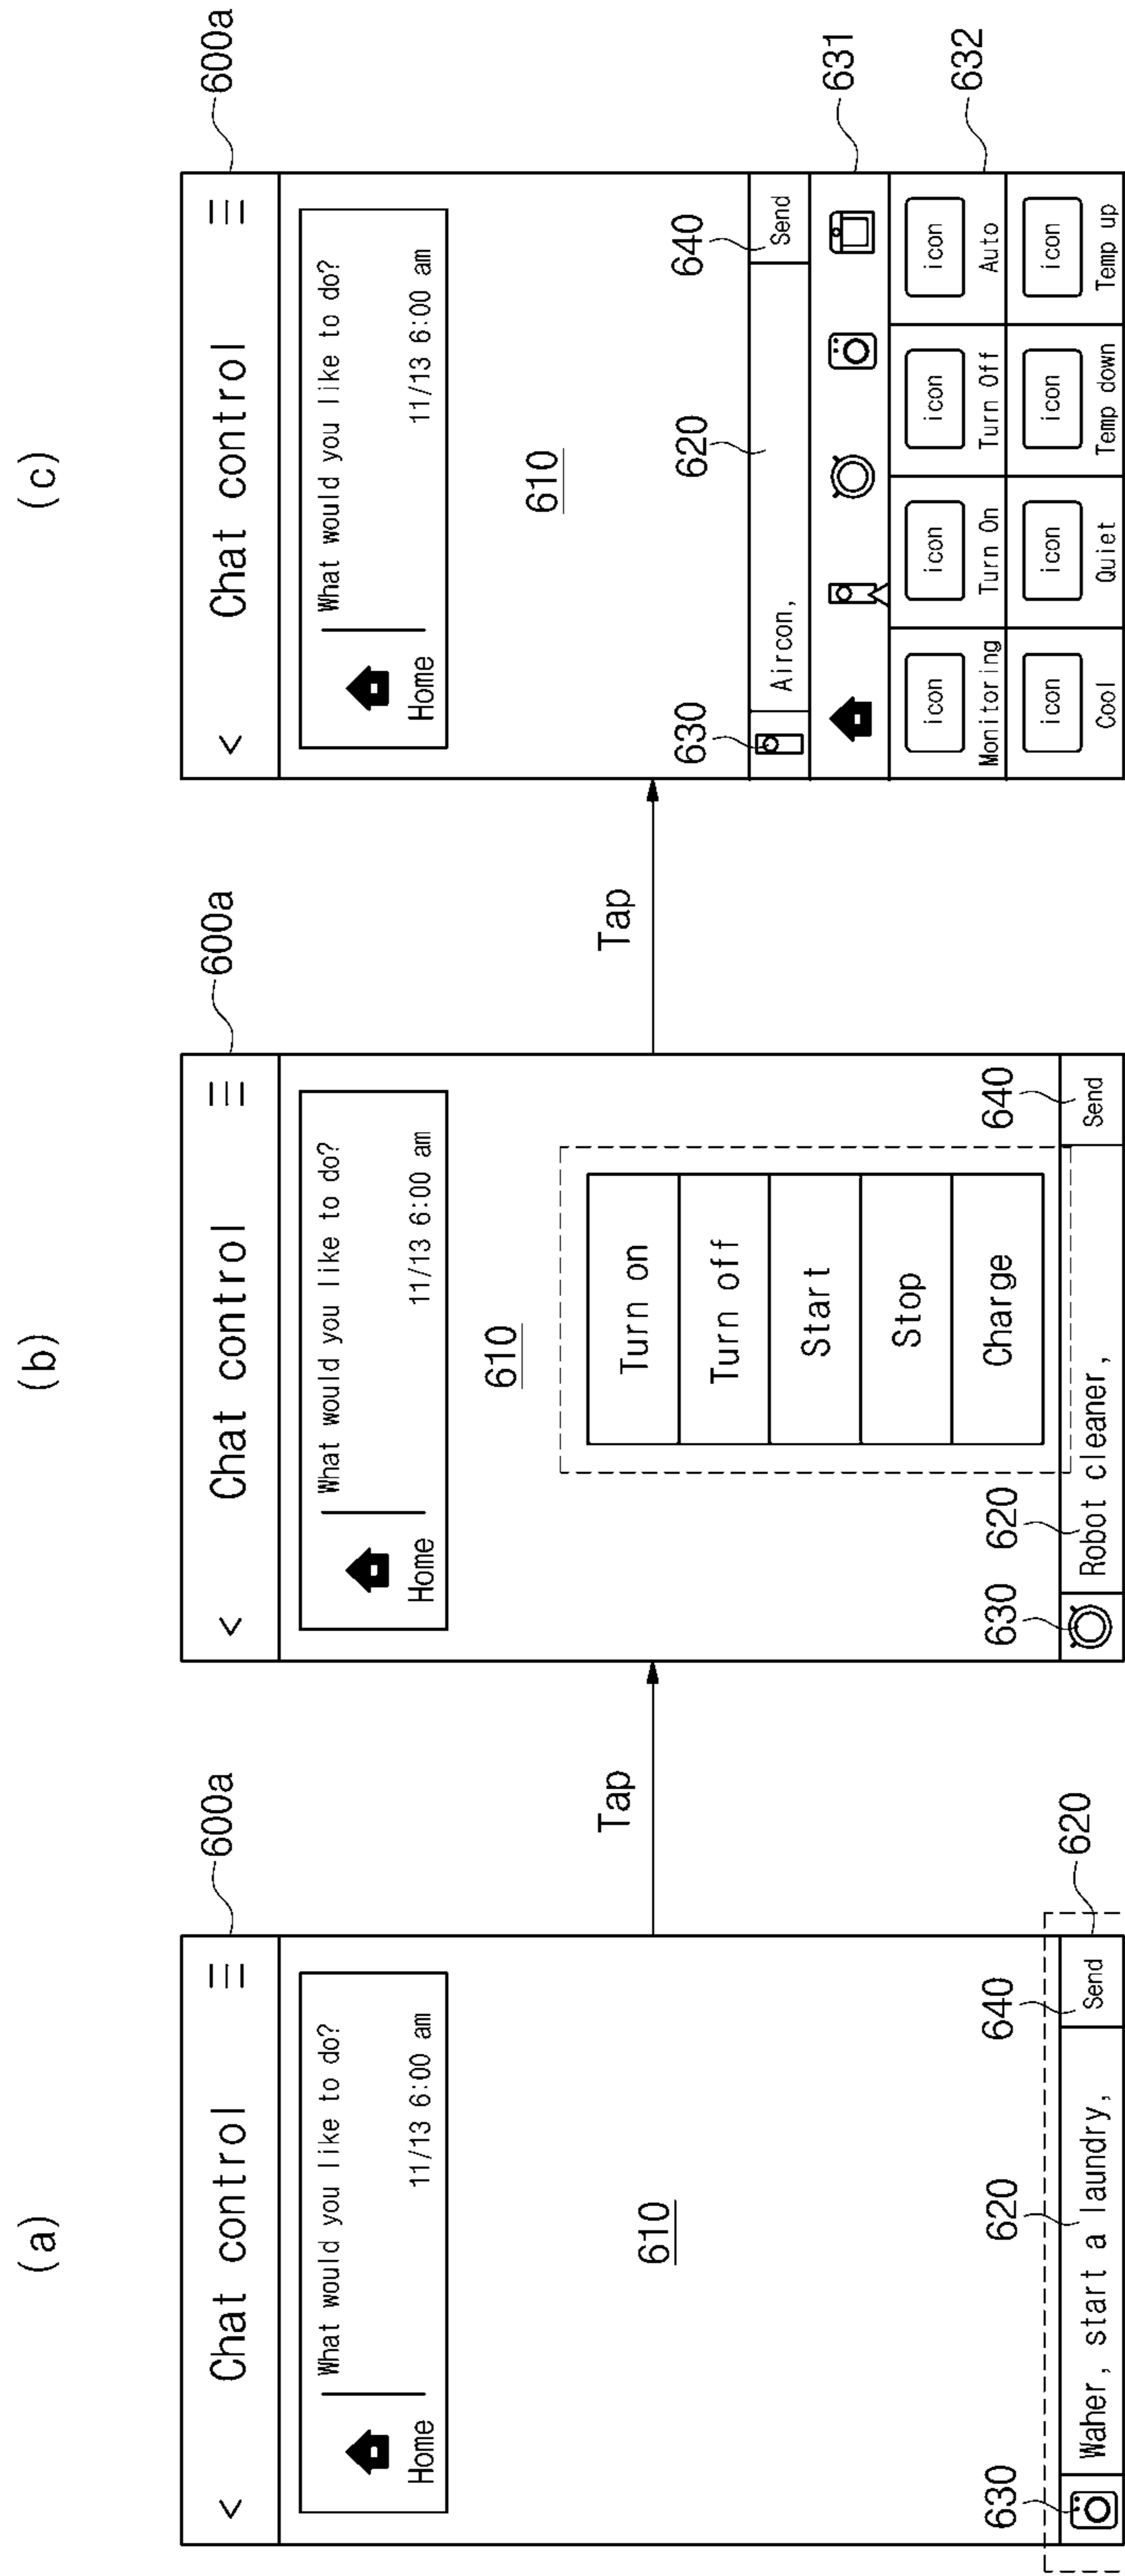 (a)
600a
< Chat control
Home
What would you like to do?
11/13 6:00 am
610
630
620
640
Waher, start a laundry,
Send
620
Tap
(b)
600a
< Chat control
Home
What would you like to do?
11/13 6:00 am
610
Turn on
Turn off
Start
Stop
Charge
630
620
640
Robot cleaner,
Send
Tap
(c)
600a
< Chat control
Home
What would you like to do?
11/13 6:00 am
610
630
620
640
Aircon,
Send
631
icon icon icon icon
Monitoring Turn On Turn Off Auto
632
icon icon icon icon
Cool Quiet Temp down Temp up